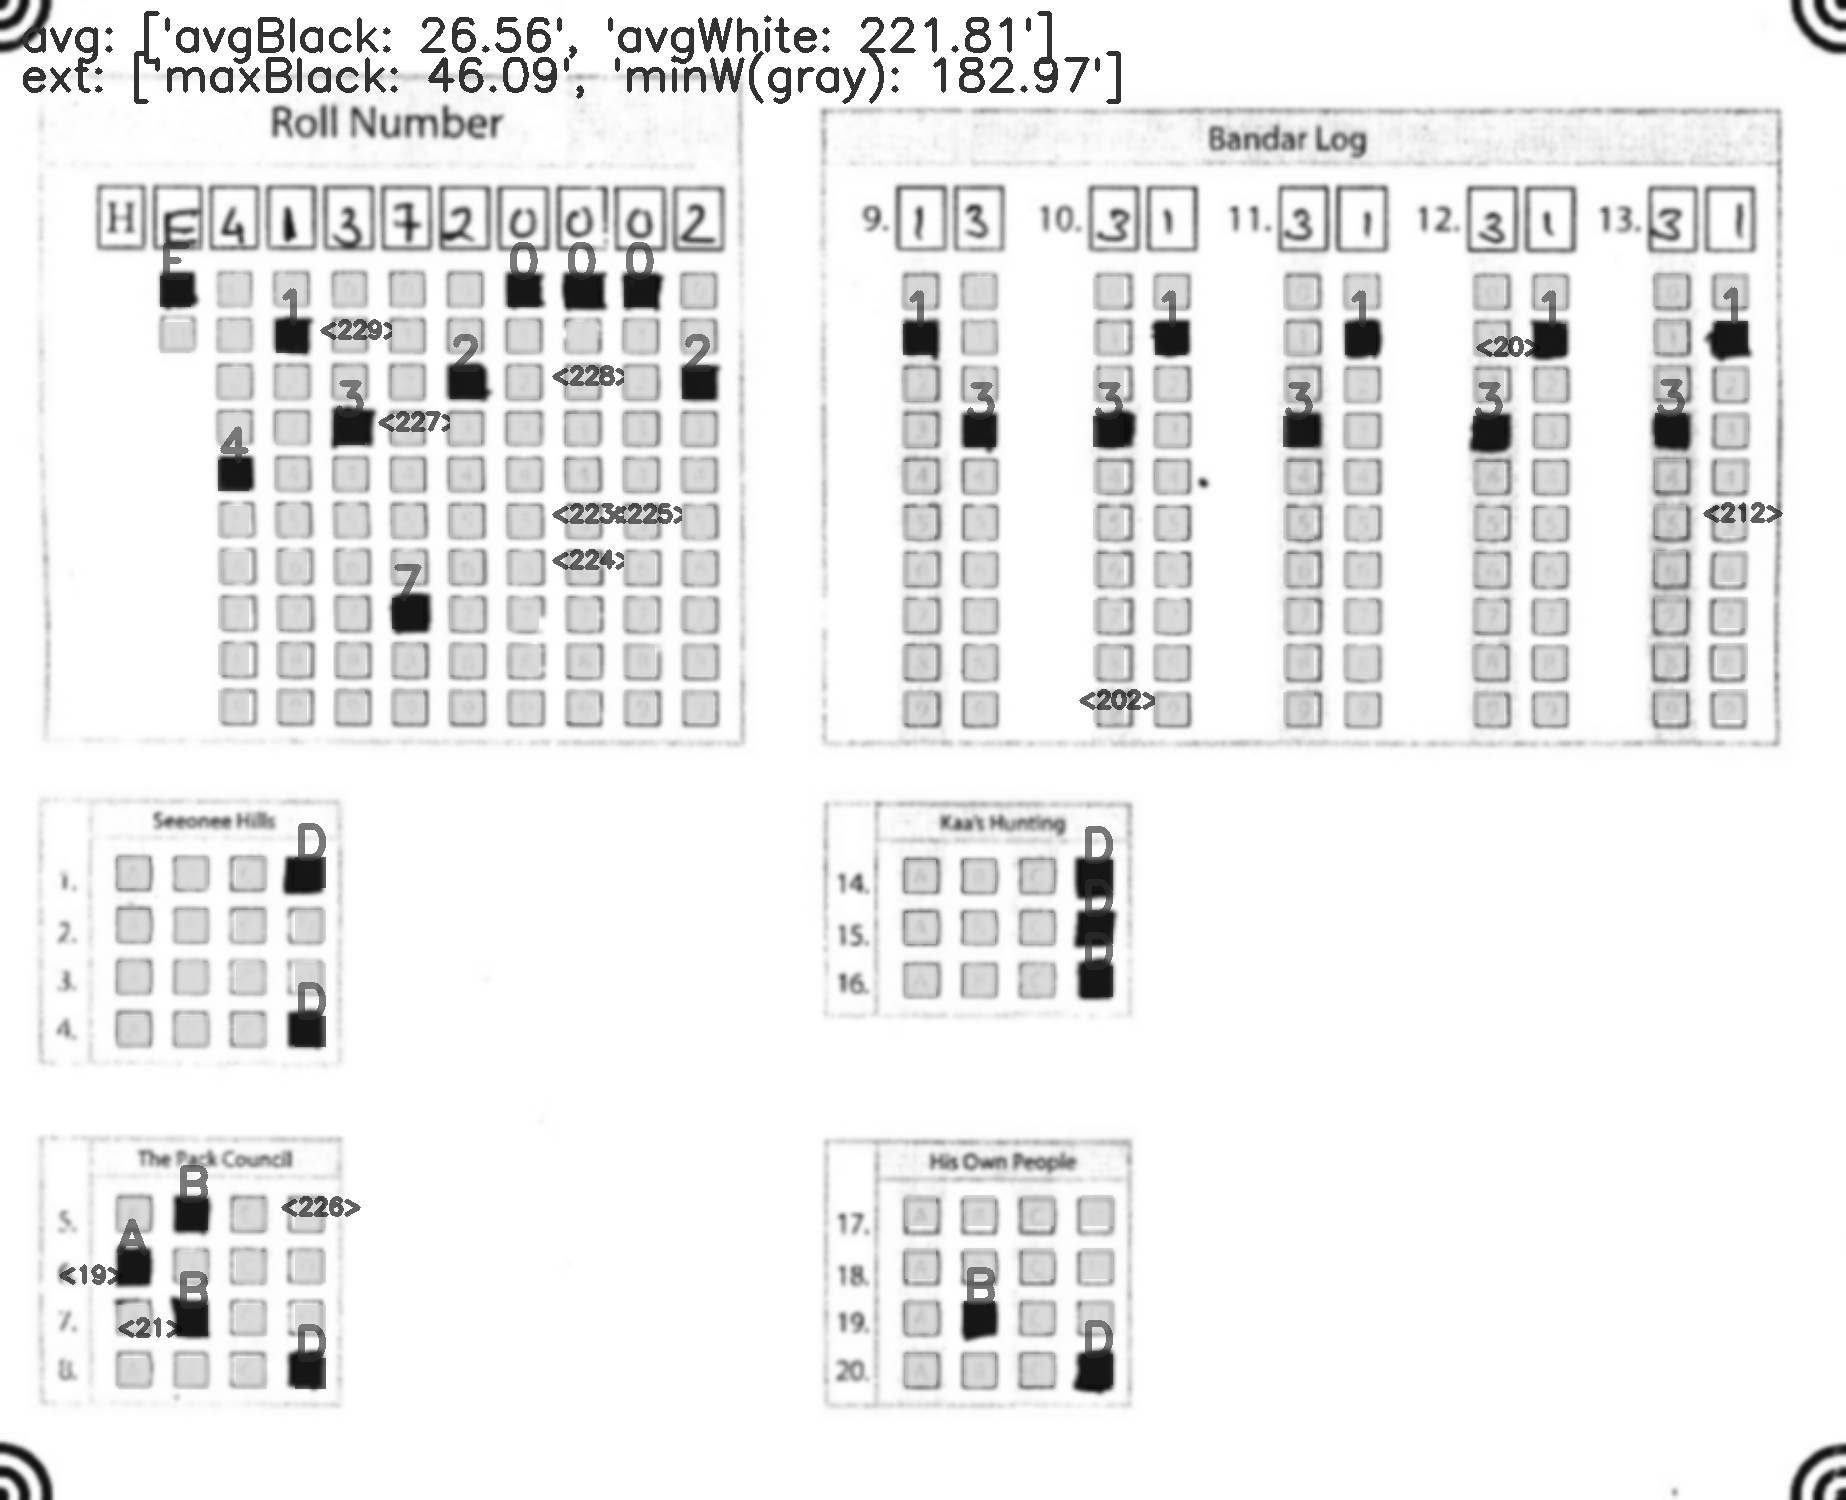 avg: ['avgBlack: 26.56', 'avgWhite: 221.81']
ext: ['maxBlack: 46.09', 'minW(gray): 182.97']
Roll Number
H E 4 1 3 7 2 0 0 0 2
E 0 0 0
1 <229>
2 <228> 2
3 <227>
4
<223> <225>
<224>
7
Bandar Log
9. 1 3 10. 3 1 11. 3 1 12. 3 1 13. 3 1
1 1 1 <20> 1 1
3 3 3 3 3
<212>
<202>
Seeonee Hills
1. D
2.
3.
4. D
Kaa's Hunting
14. D
15. D
16. D
The Pack Council
5. B <226>
<19> A
7. <21> B
8. D
His Own People
17.
18.
19. B
20. D